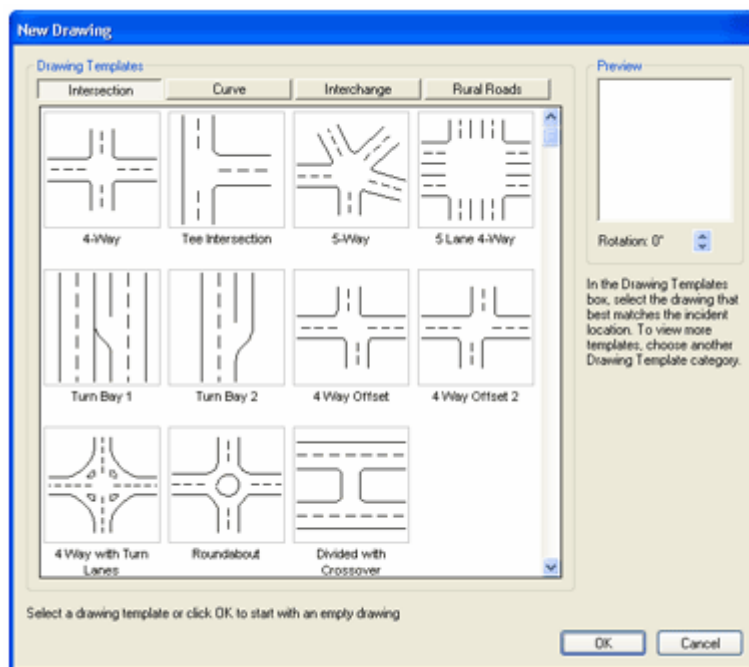 New Drawing
Drawing Templates
Intersection
Curve
Interchange
Rural Roads
4-Way
Tee Intersection
5-Way
5 Lane 4-Way
Turn Bay 1
Turn Bay 2
4 Way Offset
4 Way Offset 2
4 Way with Turn
Lanes
Roundabout
Divided with
Crossover
Preview
Rotation: 0°
In the Drawing Templates
box, select the drawing that
best matches the incident
location. To view more
templates, choose another
Drawing Template category.
Select a drawing template or click OK to start with an empty drawing
OK
Cancel